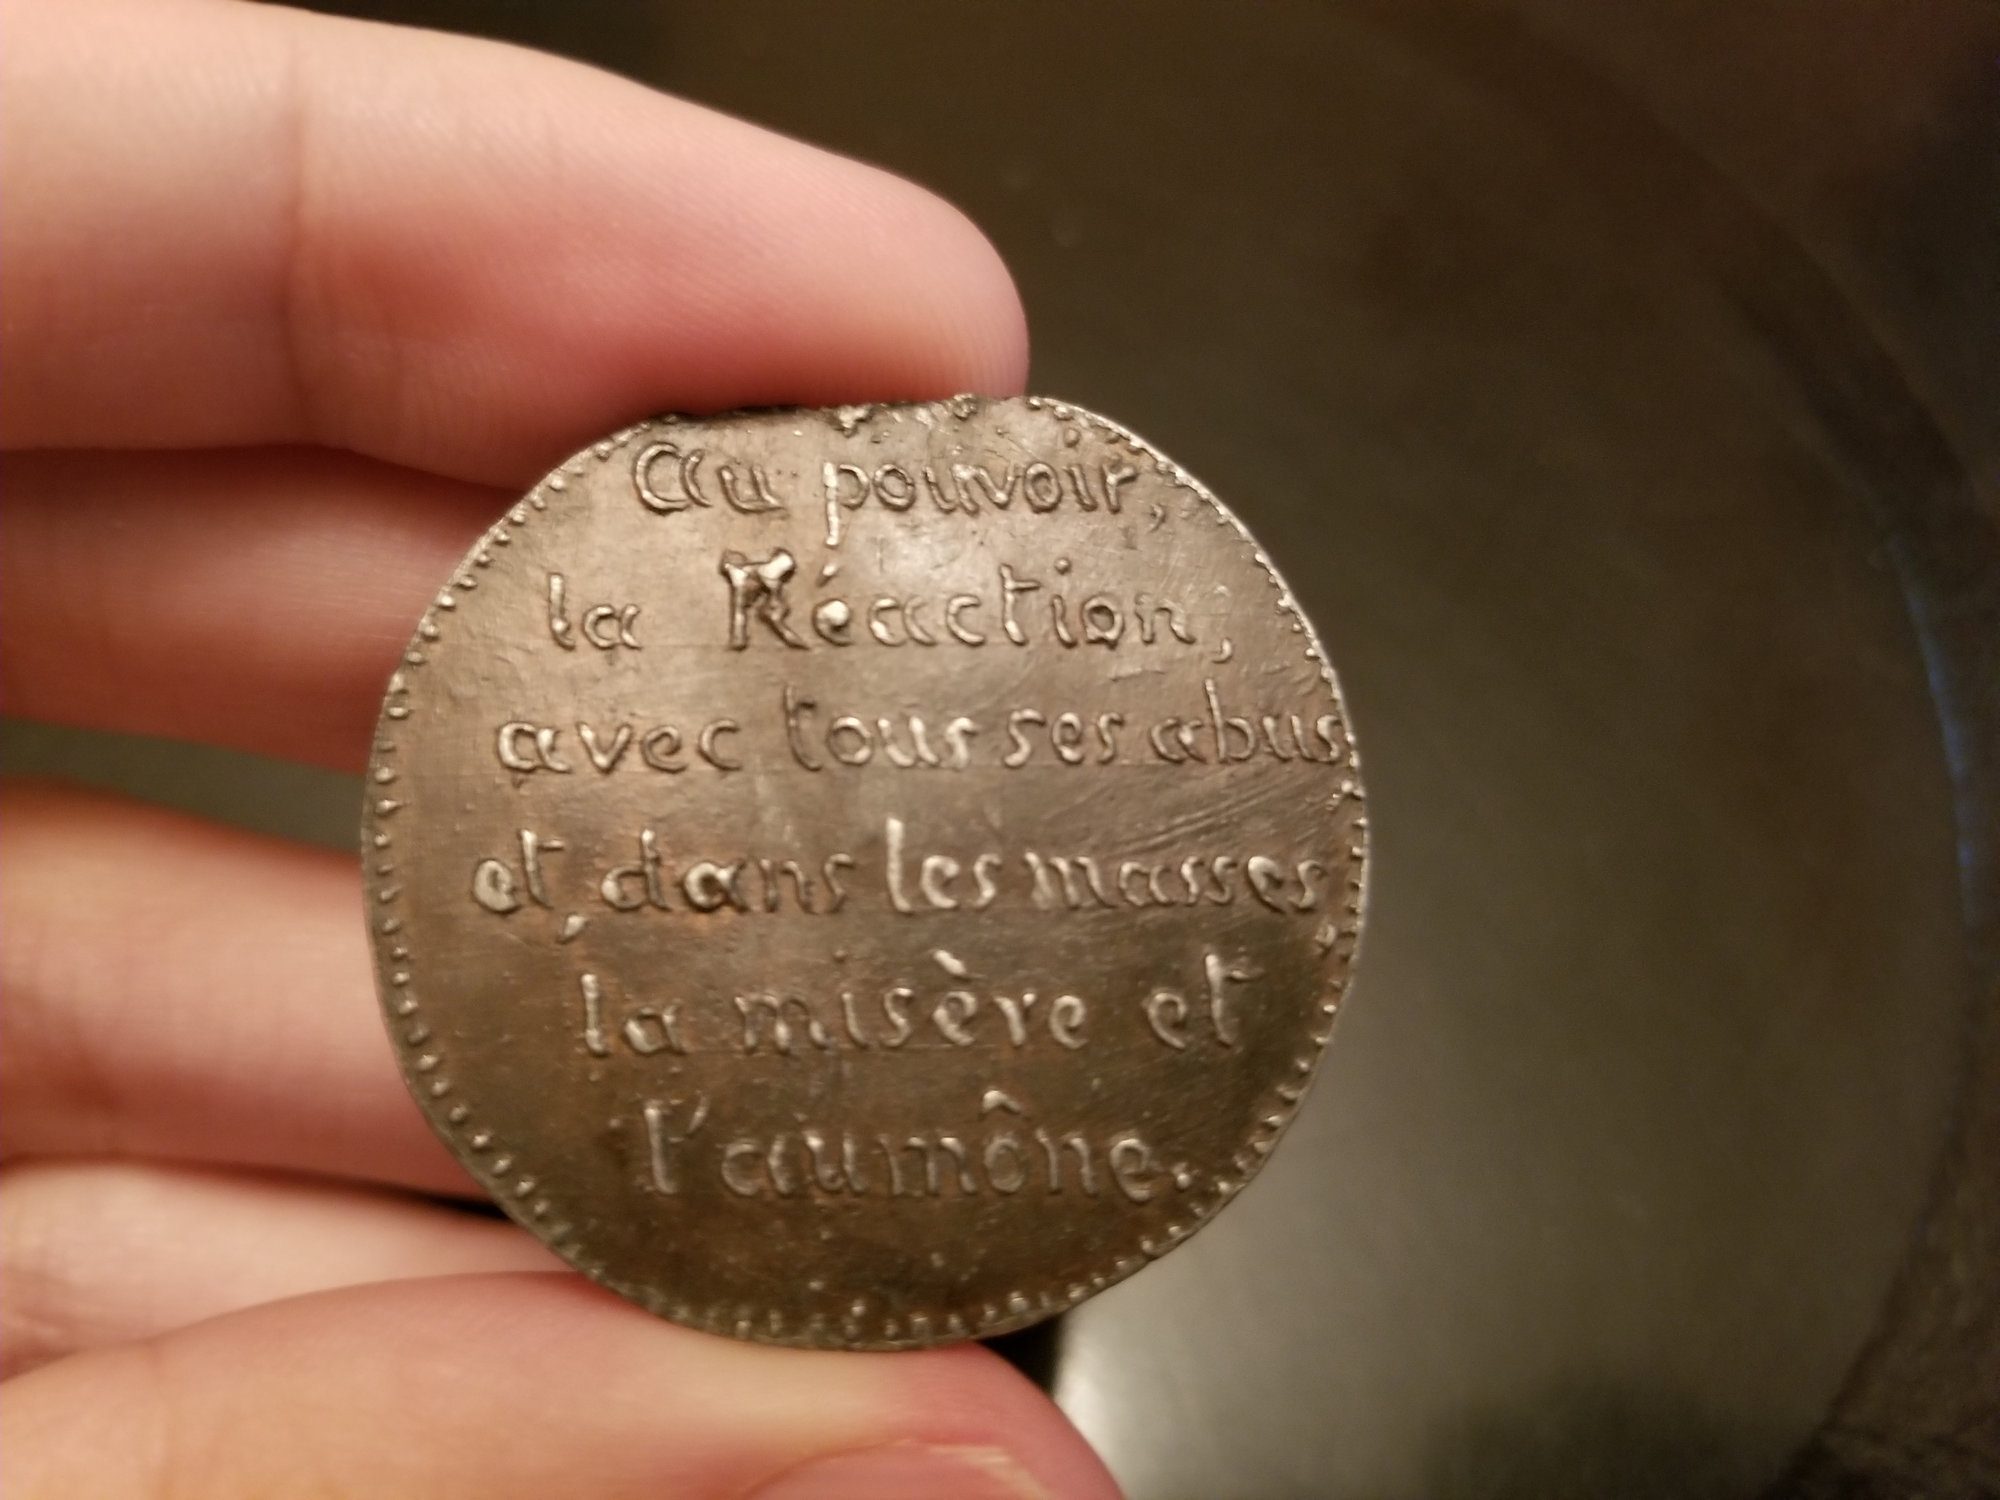 Au pouvoir,
la Réaction,
avec tous ses abus
et, dans les masses
la misère et
l'aumône.